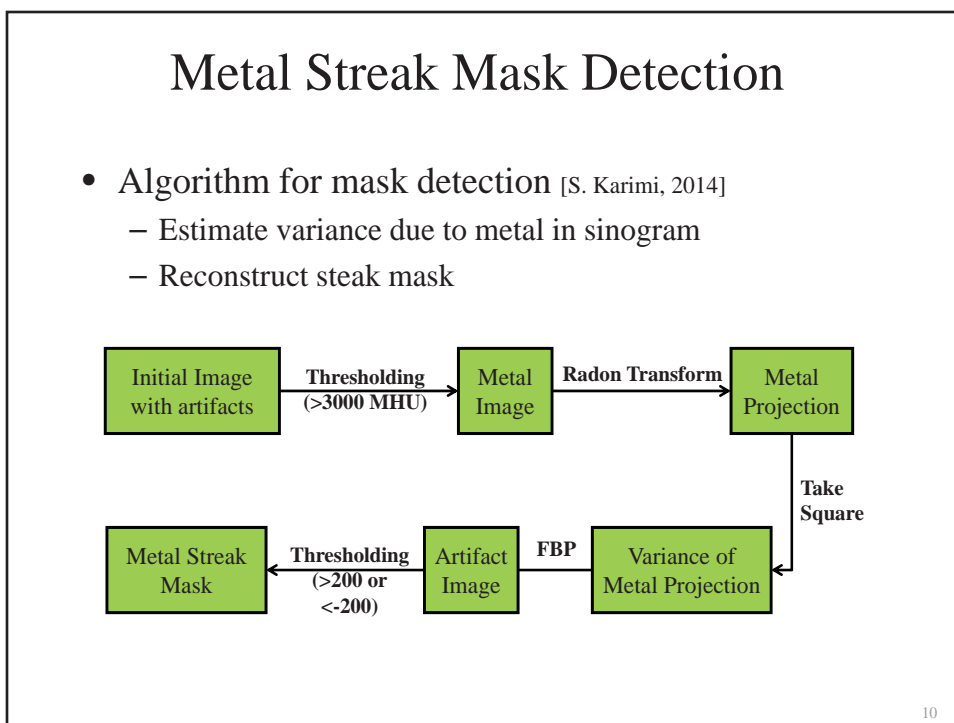 Metal Streak Mask Detection
• Algorithm for mask detection [S. Karimi, 2014]
– Estimate variance due to metal in sinogram
– Reconstruct steak mask
Initial Image
with artifacts
Thresholding
(>3000 MHU)
Metal
Image
Radon Transform
Metal
Projection
Take
Square
Variance of
Metal Projection
FBP
Artifact
Image
Thresholding
(>200 or
<-200)
Metal Streak
Mask
10